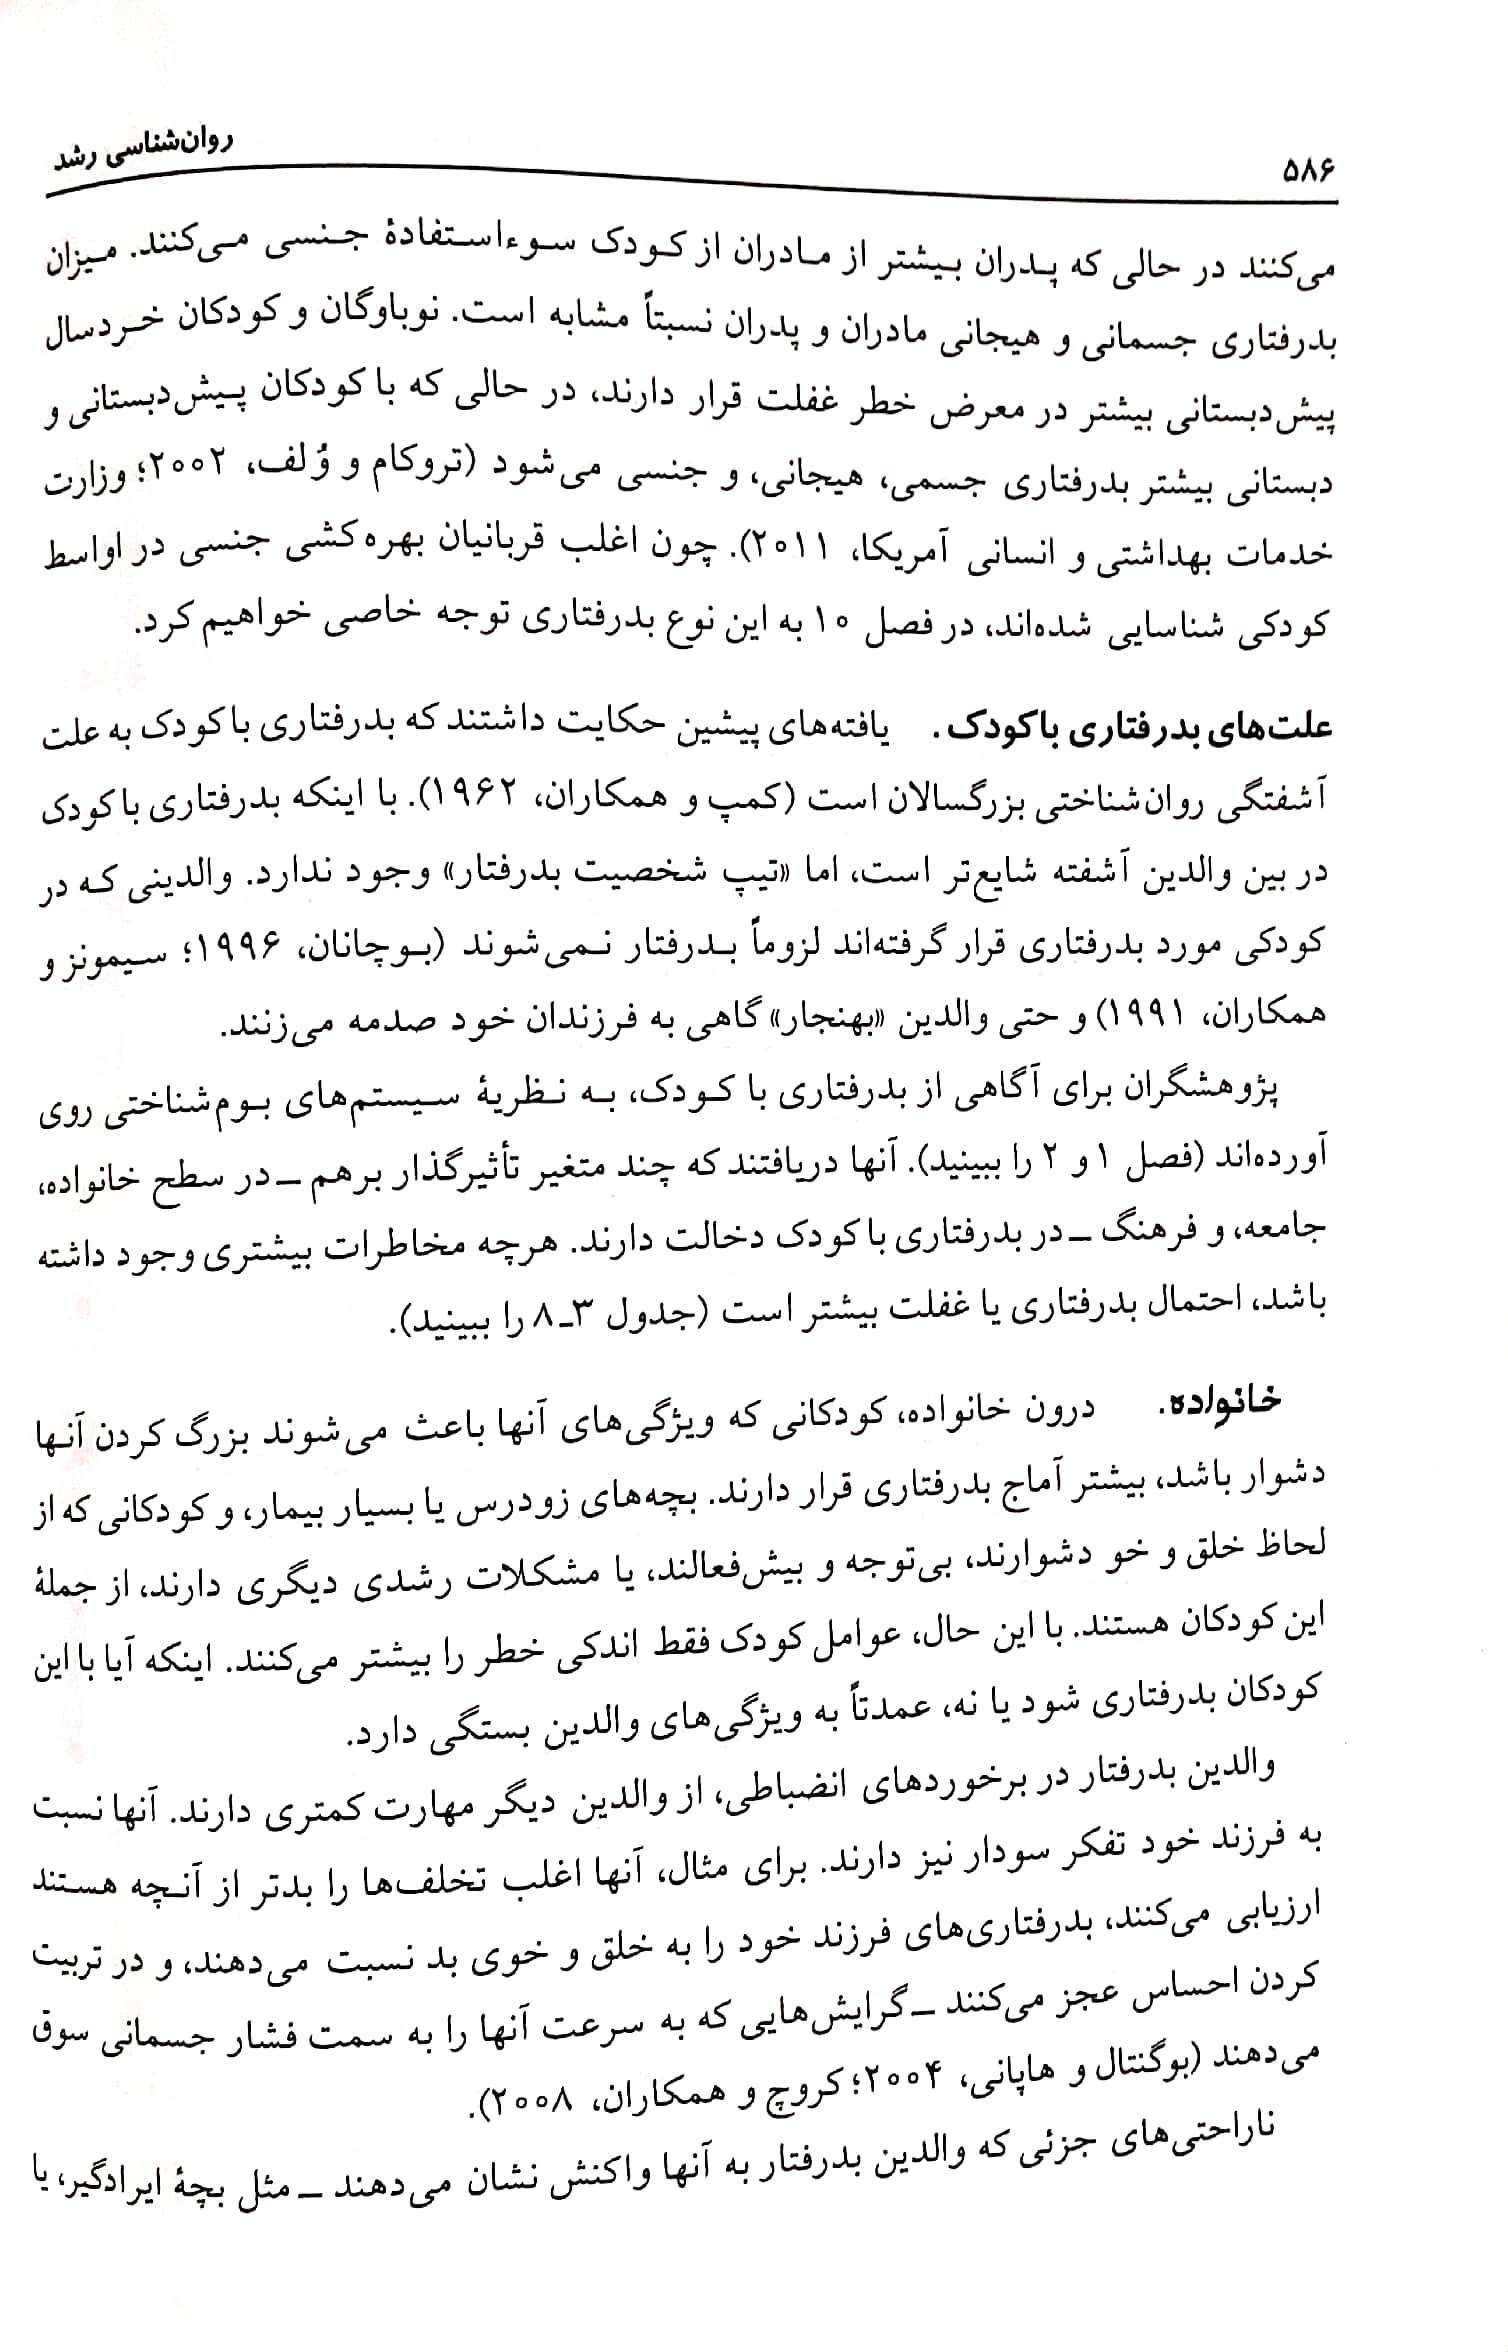 ۵۸۶
روان‌شناسی رشد
می‌کنند در حالی که پدران بیشتر از مادران از کودک سوءاستفادهٔ جنسی می‌کنند. میزان
بدرفتاری جسمانی و هیجانی مادران و پدران نسبتاً مشابه است. نوباوگان و کودکان خردسال
پیش‌دبستانی بیشتر در معرض خطر غفلت قرار دارند، در حالی که با کودکان پیش‌دبستانی و
دبستانی بیشتر بدرفتاری جسمی، هیجانی، و جنسی می‌شود (تروکام و وُلف، ۲۰۰۲؛ وزارت
خدمات بهداشتی و انسانی آمریکا، ۲۰۱۱). چون اغلب قربانیان بهره‌کشی جنسی در اواسط
کودکی شناسایی شده‌اند، در فصل ۱۰ به این نوع بدرفتاری توجه خاصی خواهیم کرد.
علت‌های بدرفتاری با کودک. یافته‌های پیشین حکایت داشتند که بدرفتاری با کودک به علت
آشفتگی روان‌شناختی بزرگسالان است (کمپ و همکاران، ۱۹۶۲). با اینکه بدرفتاری با کودک
در بین والدین آشفته شایع‌تر است، اما «تیپ شخصیت بدرفتار» وجود ندارد. والدینی که در
کودکی مورد بدرفتاری قرار گرفته‌اند لزوماً بدرفتار نمی‌شوند (بوچانان، ۱۹۹۶؛ سیمونز و
همکاران، ۱۹۹۱) و حتی والدین «بهنجار» گاهی به فرزندان خود صدمه می‌زنند.
پژوهشگران برای آگاهی از بدرفتاری با کودک، به نظریهٔ سیستم‌های بوم‌شناختی روی
آورده‌اند (فصل ۱ و ۲ را ببینید). آنها دریافتند که چند متغیر تأثیرگذار بر هم ــ در سطح خانواده،
جامعه، و فرهنگ ــ در بدرفتاری با کودک دخالت دارند. هرچه مخاطرات بیشتری وجود داشته
باشد، احتمال بدرفتاری یا غفلت بیشتر است (جدول ۳ـ۸ را ببینید).
خانواده. درون خانواده، کودکانی که ویژگی‌های آنها باعث می‌شوند بزرگ کردن آنها
دشوار باشد، بیشتر آماج بدرفتاری قرار دارند. بچه‌های زودرس یا بسیار بیمار، و کودکانی که از
لحاظ خلق و خو دشوارند، بی‌توجه و بیش‌فعالند، یا مشکلات رشدی دیگری دارند، از جملهٔ
این کودکان هستند. با این حال، عوامل کودک فقط اندکی خطر را بیشتر می‌کنند. اینکه آیا با این
کودکان بدرفتاری شود یا نه، عمدتاً به ویژگی‌های والدین بستگی دارد.
والدین بدرفتار در برخوردهای انضباطی، از والدین دیگر مهارت کمتری دارند. آنها نسبت
به فرزند خود تفکر سودار نیز دارند. برای مثال، آنها اغلب تخلف‌ها را بدتر از آنچه هستند
ارزیابی می‌کنند، بدرفتاری‌های فرزند خود را به خلق و خوی بد نسبت می‌دهند، و در تربیت
کردن احساس عجز می‌کنند ــ گرایش‌هایی که به سرعت آنها را به سمت فشار جسمانی سوق
می‌دهند (بوگنتال و هاپانی، ۲۰۰۴؛ کروچ و همکاران، ۲۰۰۸).
ناراحتی‌های جزئی که والدین بدرفتار به آنها واکنش نشان می‌دهند ــ مثل بچهٔ ایرادگیر، یا